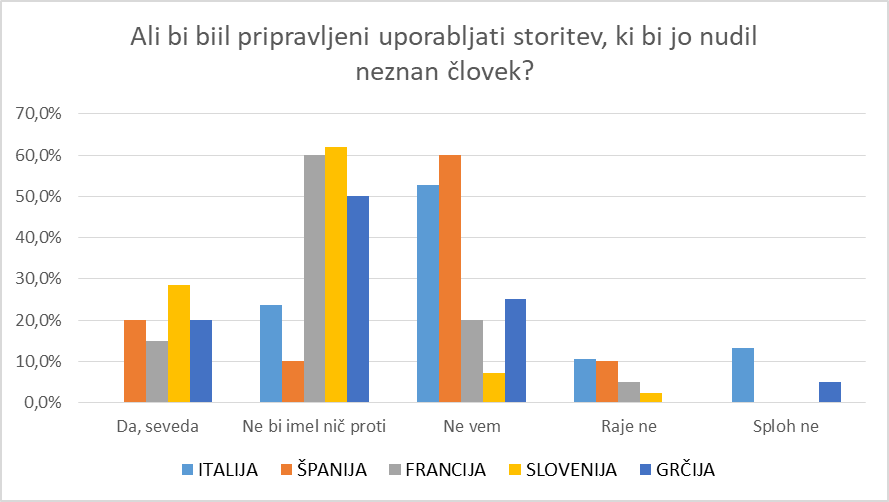 Ali bi biil pripravljeni uporabljati storitev, ki bi jo nudil
neznan človek?
70,0%
60,0%
50,0%
40,0%
30,0%
20,0%
10,0%
0,0%
Da, seveda
Ne bi imel nič proti
Ne vem
Raje ne
Sploh ne
ITALIJA
ŠPANIJA
FRANCIJA
SLOVENIJA
GRČIJA